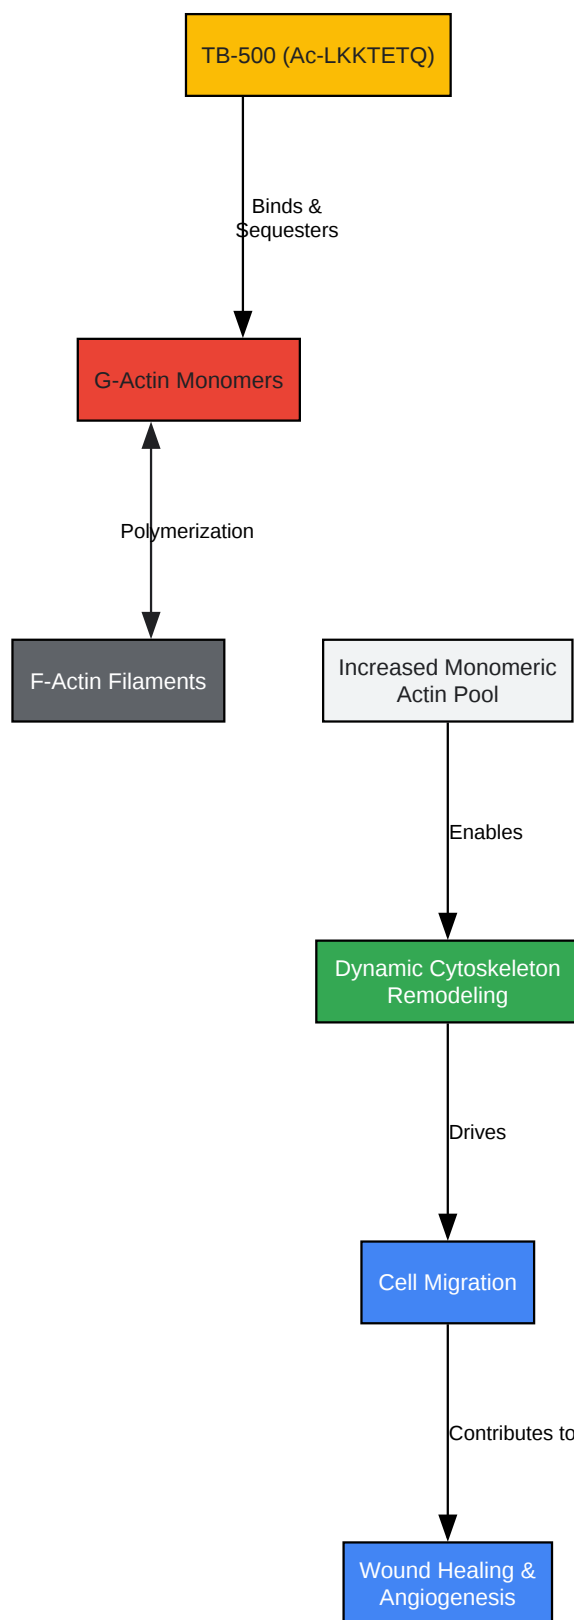 TB-500 (Ac-LKKTETQ)
Binds &
Sequesters
G-Actin Monomers
Polymerization
F-Actin Filaments
Increased Monomeric
Actin Pool
Enables
Dynamic Cytoskeleton
Remodeling
Drives
Cell Migration
Contributes to
Wound Healing &
Angiogenesis